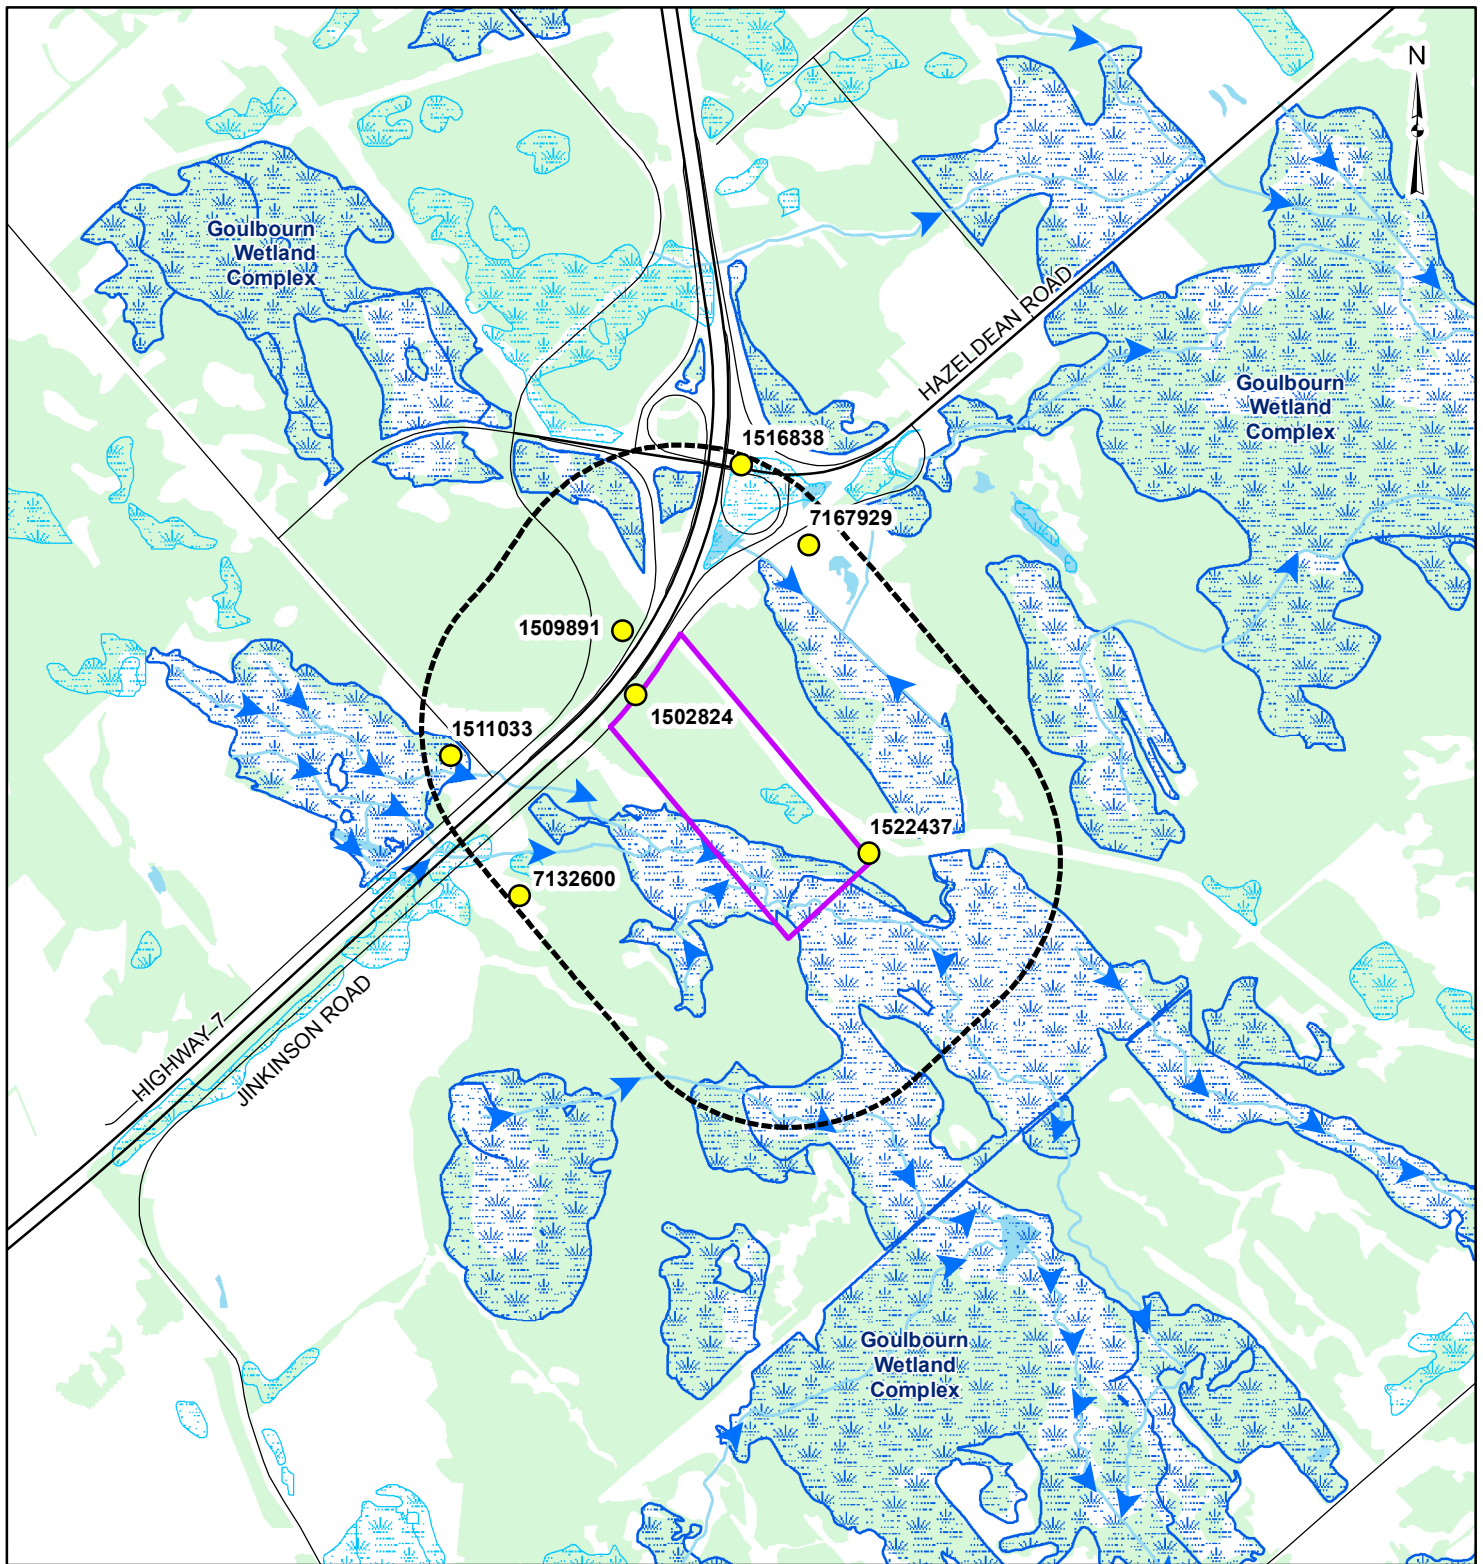 N
Goulbourn
Wetland
Complex
HAZELDEAN ROAD
Goulbourn
Wetland
Complex
1516838
7167929
1509891
1502824
1511033
1522437
7132600
HIGHWAY 7
JINKINSON ROAD
Goulbourn
Wetland
Complex